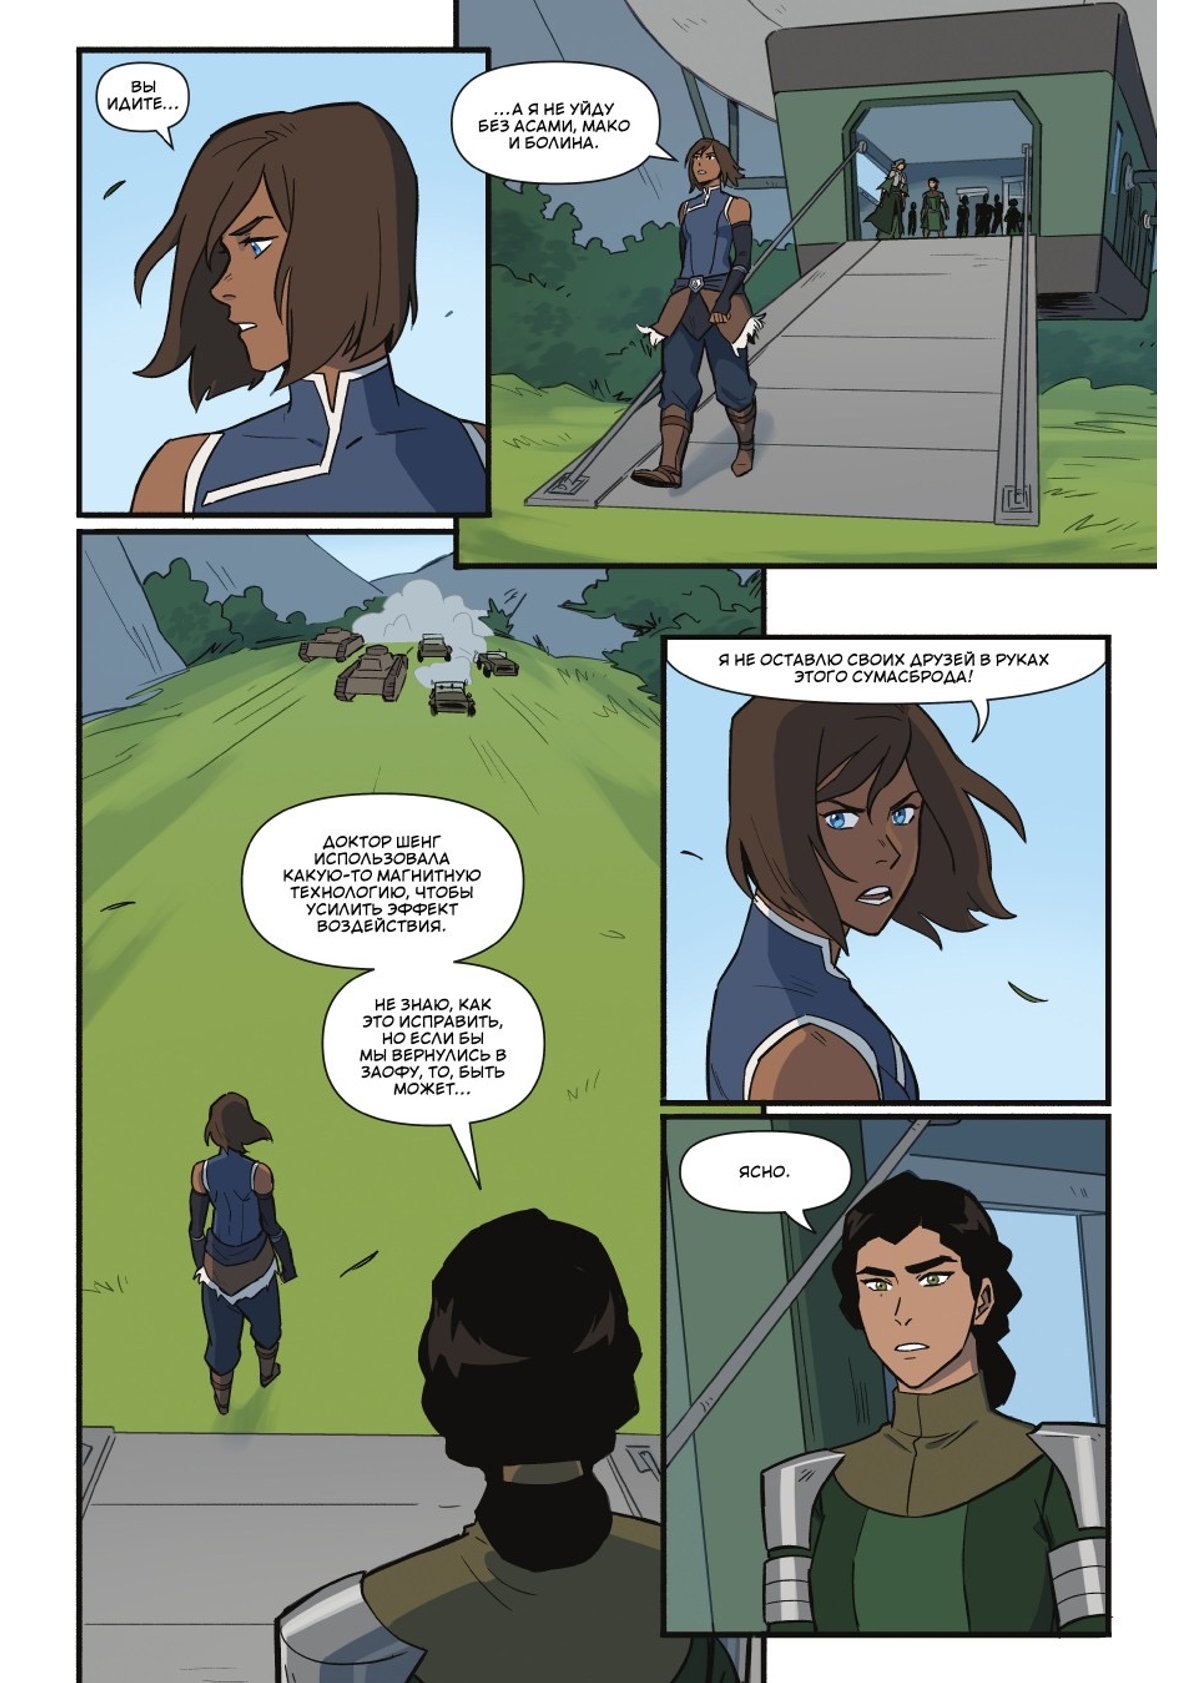 ВЫ
ИДИТЕ...
...А Я НЕ УЙДУ
БЕЗ АСАМИ, МАКО
И БОЛИНА.
ДОКТОР ШЕНГ
ИСПОЛЬЗОВАЛА
КАКУЮ-ТО МАГНИТНУЮ
ТЕХНОЛОГИЮ, ЧТОБЫ
УСИЛИТЬ ЭФФЕКТ
ВОЗДЕЙСТВИЯ.
НЕ ЗНАЮ, КАК
ЭТО ИСПРАВИТЬ,
НО ЕСЛИ БЫ
МЫ ВЕРНУЛИСЬ В
ЗАОФУ, ТО, БЫТЬ
МОЖЕТ...
Я НЕ ОСТАВЛЮ СВОИХ ДРУЗЕЙ В РУКАХ
ЭТОГО СУМАСБРОДА!
ЯСНО.